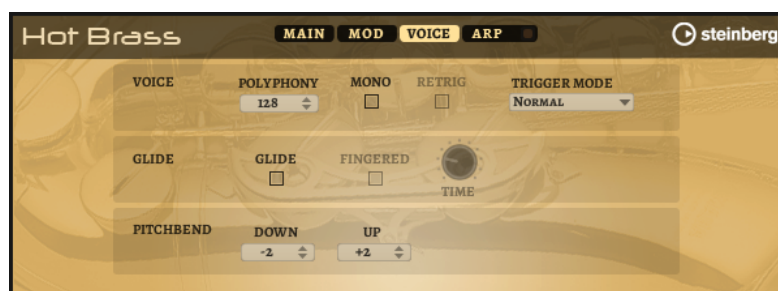 Hot Brass MAIN MOD VOICE ARP steinberg
VOICE POLYPHONY MONO RETRIG TRIGGER MODE
128 NORMAL
GLIDE GLIDE FINGERED
TIME
PITCHBEND DOWN UP
-2 +2